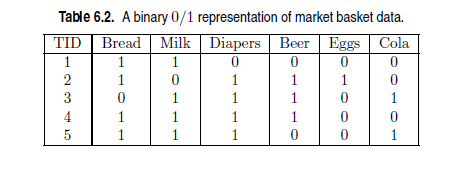 Table 6.2. A binary 0/1 representation of market basket data.
TID Bread Milk Diapers Beer Eggs Cola
1 1 1 0 0 0 0
2 1 0 1 1 1 0
3 0 1 1 1 0 1
4 1 1 1 1 0 0
5 1 1 1 0 0 1